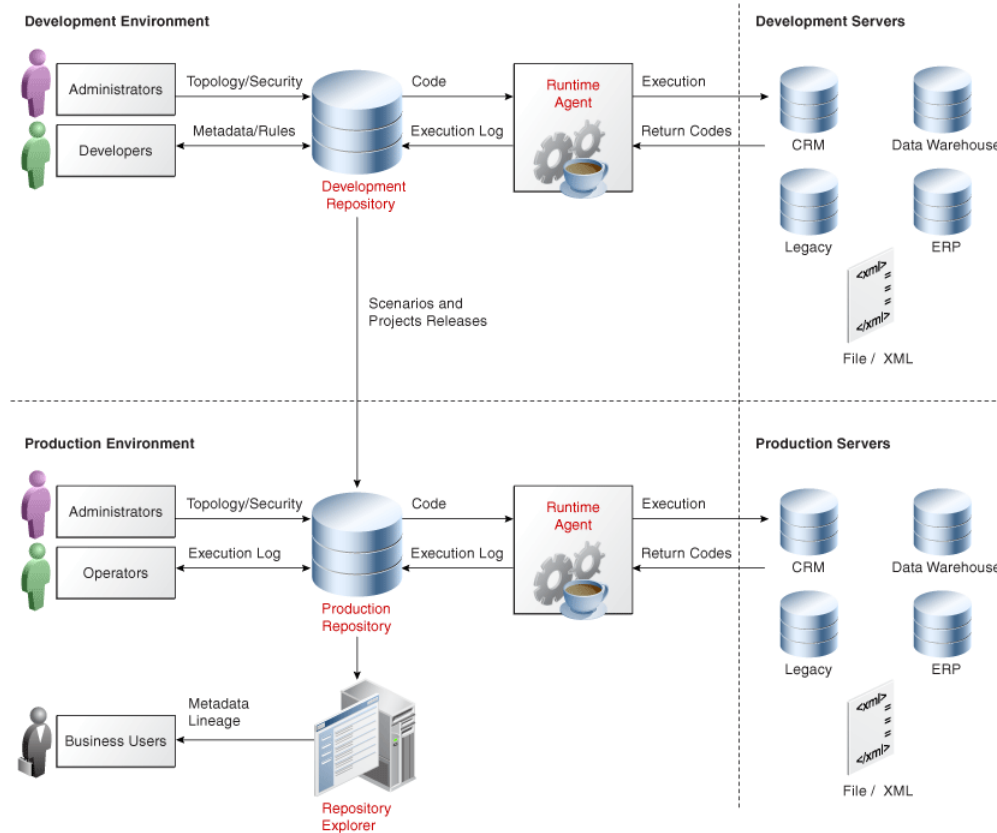 Development Environment
Development Servers
Administrators
Topology/Security
Code
Runtime
Agent
Execution
Developers
Metadata/Rules
Execution Log
Return Codes
CRM
Data Warehouse
Development
Repository
Legacy
ERP
<xml>
=
=
=
</xml>
File / XML
Scenarios and
Projects Releases
Production Environment
Production Servers
Administrators
Topology/Security
Code
Runtime
Agent
Execution
Operators
Execution Log
Execution Log
Return Codes
CRM
Data Warehouse
Production
Repository
Legacy
ERP
<xml>
=
=
=
</xml>
File / XML
Business Users
Metadata
Lineage
Repository
Explorer